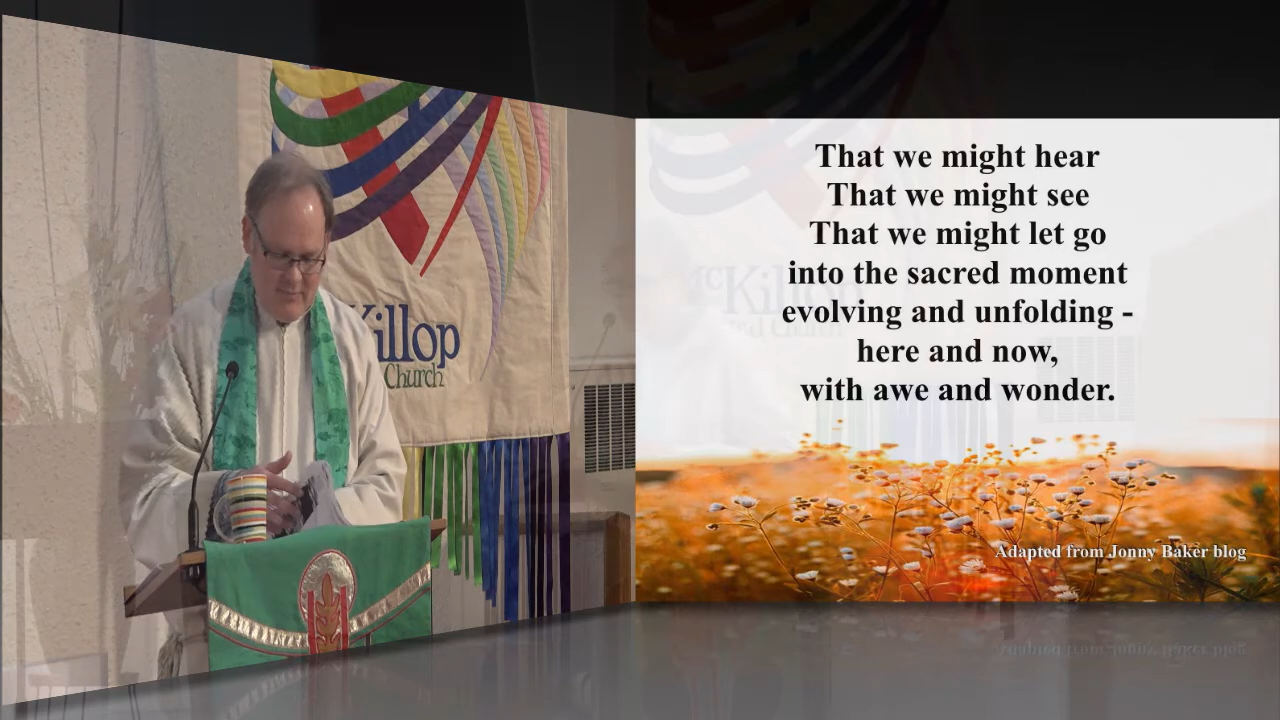 Killop
Church
That we might hear
That we might see
That we might let go
into the sacred moment
evolving and unfolding -
here and now,
with awe and wonder.
Adapted from Jonny Baker blog